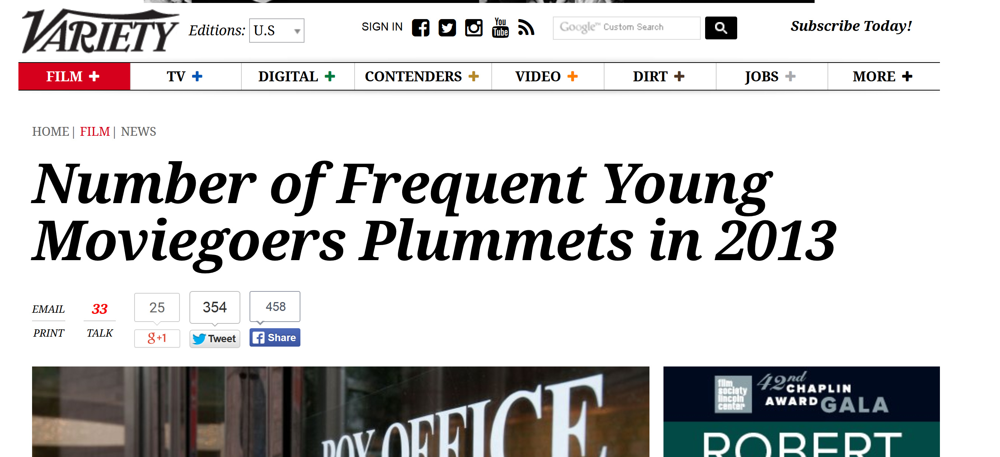 VARIETY
Editions: U.S
SIGN IN
You Tube
Google™ Custom Search
Subscribe Today!
FILM + TV + DIGITAL + CONTENDERS + VIDEO + DIRT + JOBS + MORE +
HOME | FILM | NEWS
Number of Frequent Young
Moviegoers Plummets in 2013
EMAIL 33 25 354 458
PRINT TALK g+1 Tweet Share
BOX OFFICE
film
society
lincoln
center
42nd
CHAPLIN
AWARD GALA
ROBERT